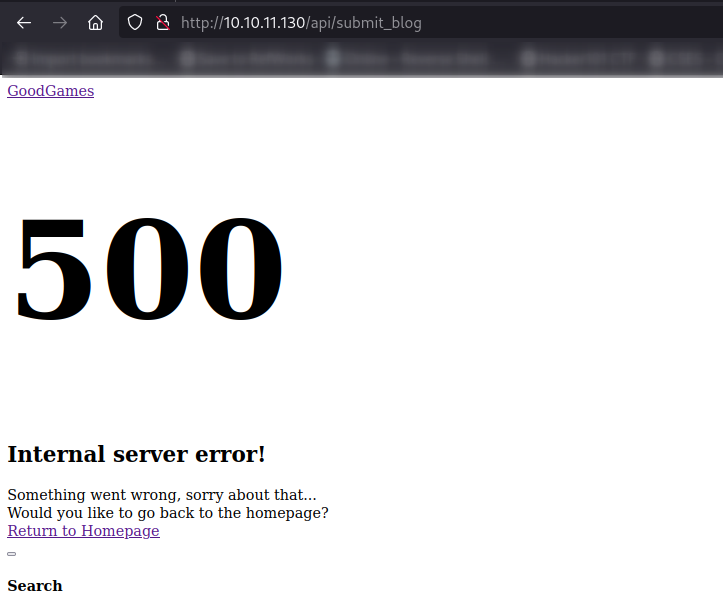 http://10.10.11.130/api/submit_blog
GoodGames
500
Internal server error!
Something went wrong, sorry about that...
Would you like to go back to the homepage?
Return to Homepage
Search